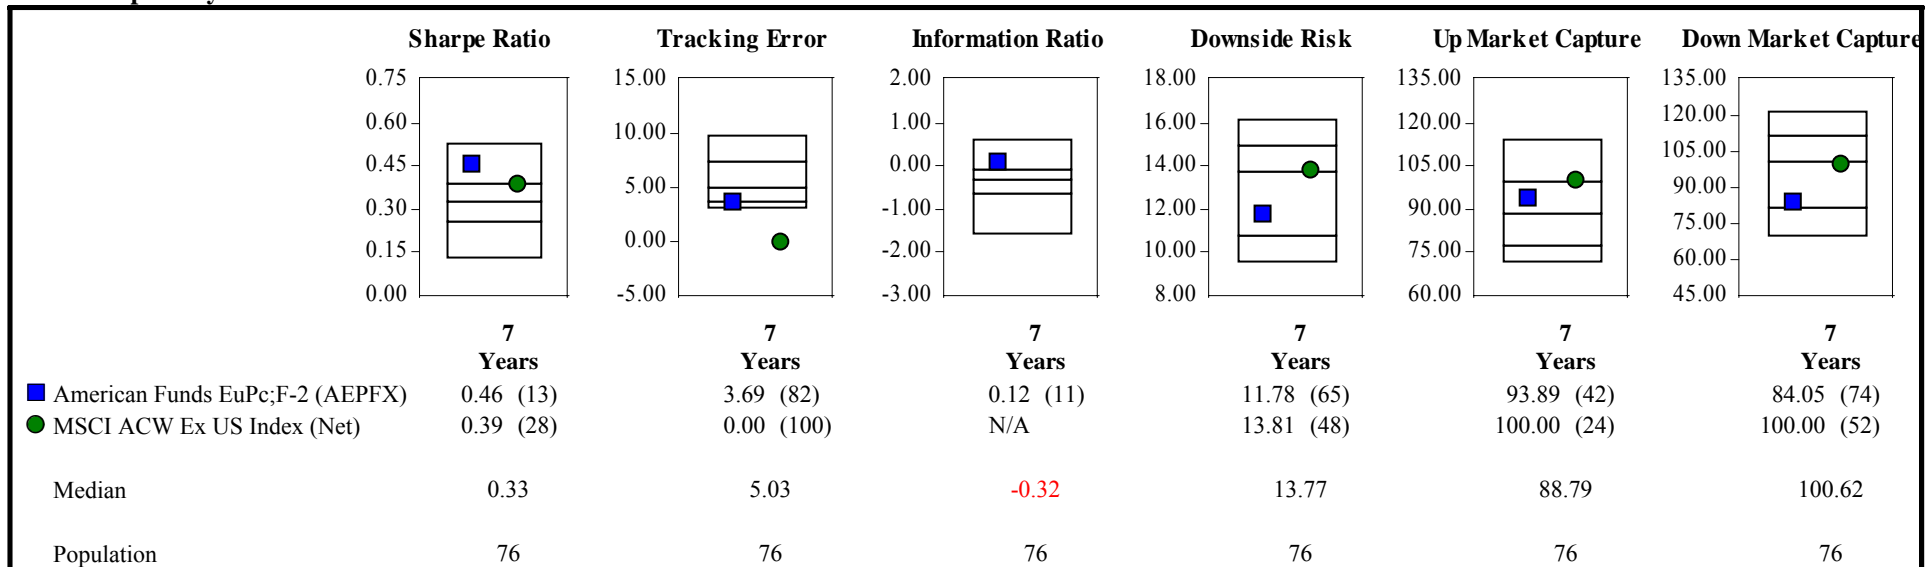 Sharpe Ratio Tracking Error Information Ratio Downside Risk Up Market Capture Down Market Capture
0.75 15.00 2.00 18.00 135.00 135.00
0.60 10.00 1.00 16.00 120.00 120.00
0.45 5.00 0.00 14.00 105.00 105.00
0.30 0.00 -1.00 12.00 90.00 90.00
0.15 -5.00 -2.00 10.00 75.00 75.00
0.00 -3.00 8.00 60.00 60.00
45.00
7 7 7 7 7 7
Years Years Years Years Years Years
American Funds EuPc;F-2 (AEPFX) 0.46 (13) 3.69 (82) 0.12 (11) 11.78 (65) 93.89 (42) 84.05 (74)
MSCI ACW Ex US Index (Net) 0.39 (28) 0.00 (100) N/A 13.81 (48) 100.00 (24) 100.00 (52)
Median 0.33 5.03 -0.32 13.77 88.79 100.62
Population 76 76 76 76 76 76